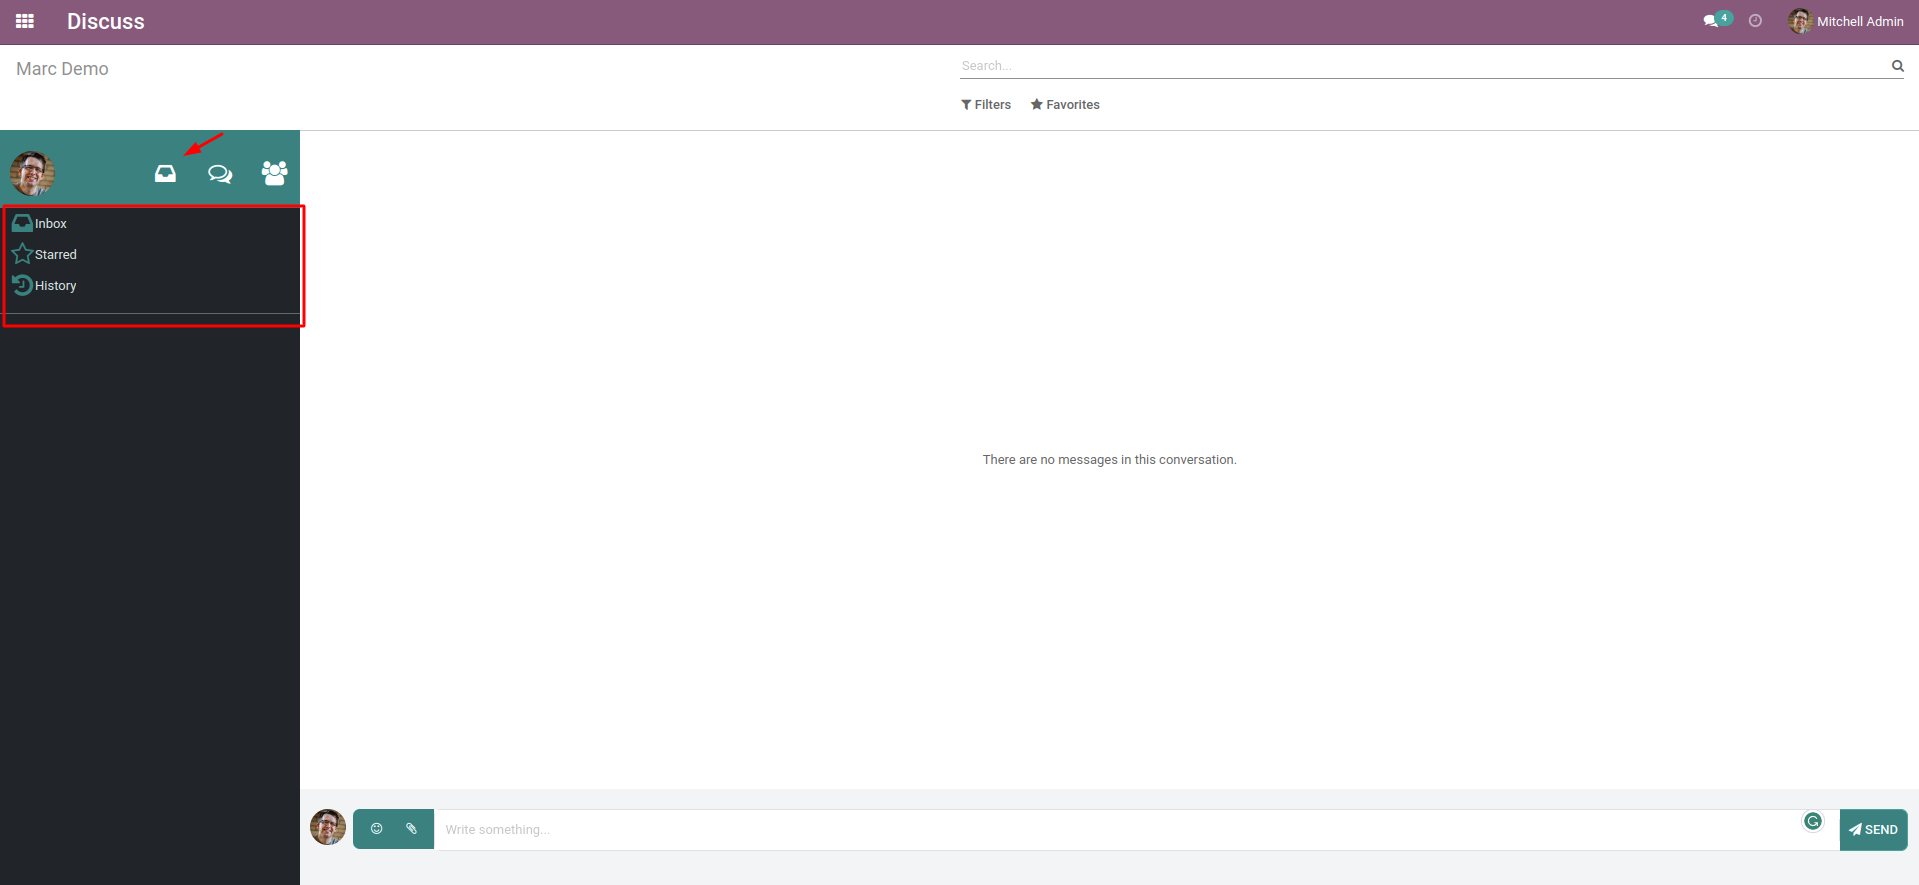 Discuss
4
Mitchell Admin
Marc Demo
Search...
Filters Favorites
Inbox
Starred
History
There are no messages in this conversation.
Write something...
SEND